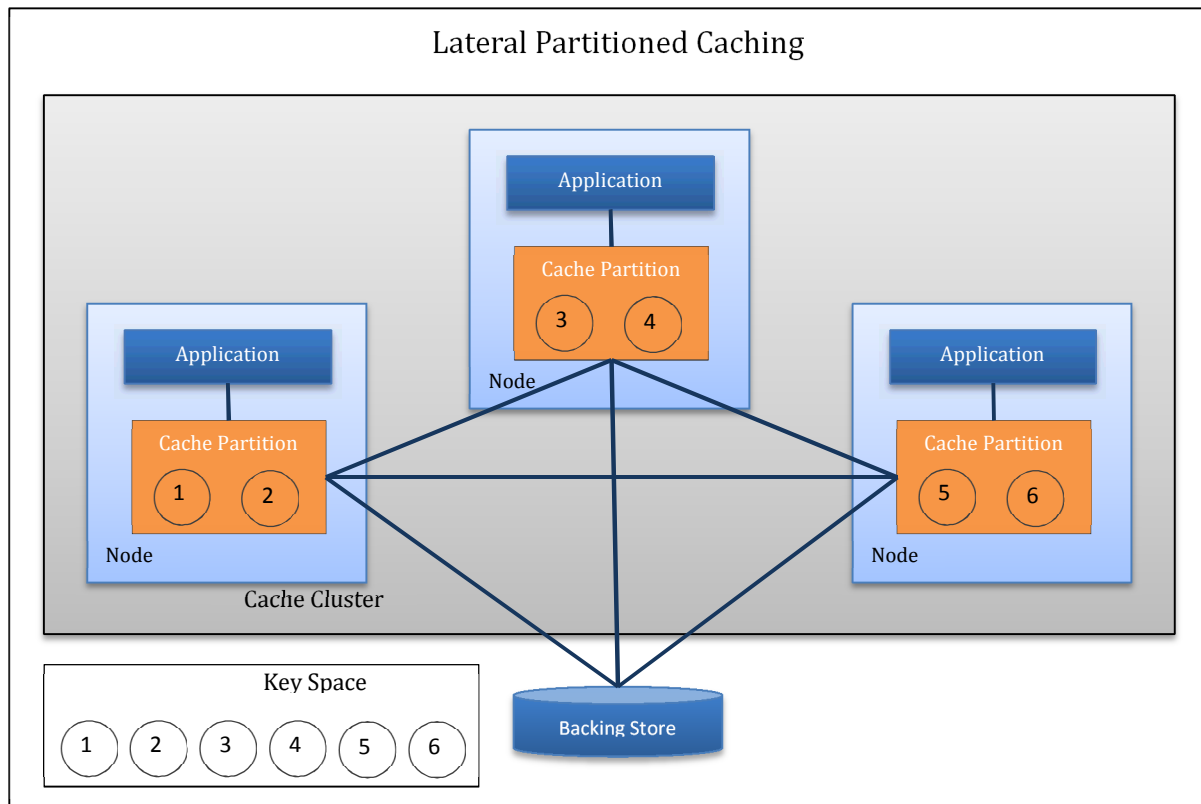 Lateral Partitioned Caching
Application
Cache Partition
3 4
Node
Application
Cache Partition
1 2
Node
Application
Cache Partition
5 6
Node
Cache Cluster
Key Space
1 2 3 4 5 6
Backing Store